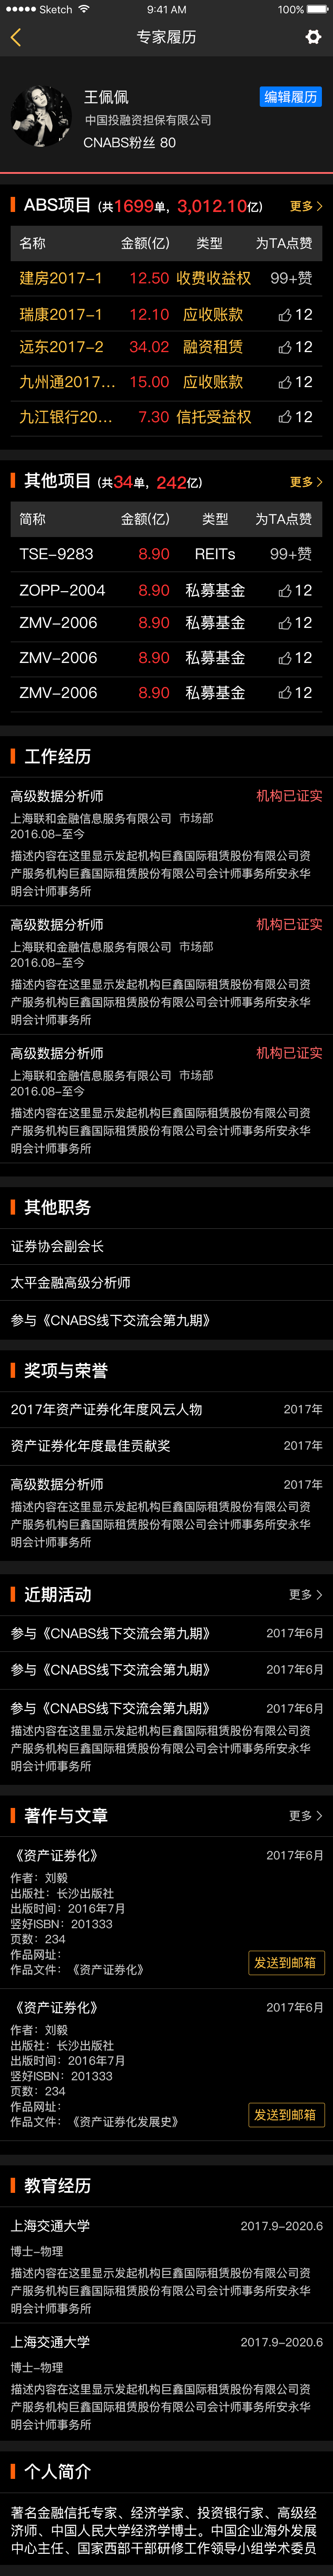 Sketch 9:41 AM 100%
专家履历
王佩佩 编辑履历
中国投融资担保有限公司
CNABS粉丝 80
ABS项目 (共1699单，3,012.10亿) 更多
名称 金额(亿) 类型 为TA点赞
建房2017-1 12.50 收费收益权 99+赞
瑞康2017-1 12.10 应收账款 12
远东2017-2 34.02 融资租赁 12
九州通2017... 15.00 应收账款 12
九江银行20... 7.30 信托受益权 12
其他项目 (共34单，242亿) 更多
简称 金额(亿) 类型 为TA点赞
TSE-9283 8.90 REITs 99+赞
ZOPP-2004 8.90 私募基金 12
ZMV-2006 8.90 私募基金 12
ZMV-2006 8.90 私募基金 12
ZMV-2006 8.90 私募基金 12
工作经历
高级数据分析师 机构已证实
上海联和金融信息服务有限公司 市场部
2016.08-至今
描述内容在这里显示发起机构巨鑫国际租赁股份有限公司资
产服务机构巨鑫国际租赁股份有限公司会计师事务所安永华
明会计师事务所
高级数据分析师 机构已证实
上海联和金融信息服务有限公司 市场部
2016.08-至今
描述内容在这里显示发起机构巨鑫国际租赁股份有限公司资
产服务机构巨鑫国际租赁股份有限公司会计师事务所安永华
明会计师事务所
高级数据分析师 机构已证实
上海联和金融信息服务有限公司 市场部
2016.08-至今
描述内容在这里显示发起机构巨鑫国际租赁股份有限公司资
产服务机构巨鑫国际租赁股份有限公司会计师事务所安永华
明会计师事务所
其他职务
证券协会副会长
太平金融高级分析师
参与《CNABS线下交流会第九期》
奖项与荣誉
2017年资产证券化年度风云人物 2017年
资产证券化年度最佳贡献奖 2017年
高级数据分析师 2017年
描述内容在这里显示发起机构巨鑫国际租赁股份有限公司资
产服务机构巨鑫国际租赁股份有限公司会计师事务所安永华
明会计师事务所
近期活动 更多
参与《CNABS线下交流会第九期》 2017年6月
参与《CNABS线下交流会第九期》 2017年6月
参与《CNABS线下交流会第九期》 2017年6月
描述内容在这里显示发起机构巨鑫国际租赁股份有限公司资
产服务机构巨鑫国际租赁股份有限公司会计师事务所安永华
明会计师事务所
著作与文章 更多
《资产证券化》 2017年6月
作者：刘毅
出版社：长沙出版社
出版时间：2016年7月
竖好ISBN：201333
页数：234
作品网址：
作品文件：《资产证券化》 发送到邮箱
《资产证券化》 2017年6月
作者：刘毅
出版社：长沙出版社
出版时间：2016年7月
竖好ISBN：201333
页数：234
作品网址：
作品文件：《资产证券化发展史》 发送到邮箱
教育经历
上海交通大学 2017.9-2020.6
博士-物理
描述内容在这里显示发起机构巨鑫国际租赁股份有限公司资
产服务机构巨鑫国际租赁股份有限公司会计师事务所安永华
明会计师事务所
上海交通大学 2017.9-2020.6
博士-物理
描述内容在这里显示发起机构巨鑫国际租赁股份有限公司资
产服务机构巨鑫国际租赁股份有限公司会计师事务所安永华
明会计师事务所
个人简介
著名金融信托专家、经济学家、投资银行家、高级经
济师、中国人民大学经济学博士。中国企业海外发展
中心主任、国家西部干部研修工作领导小组学术委员